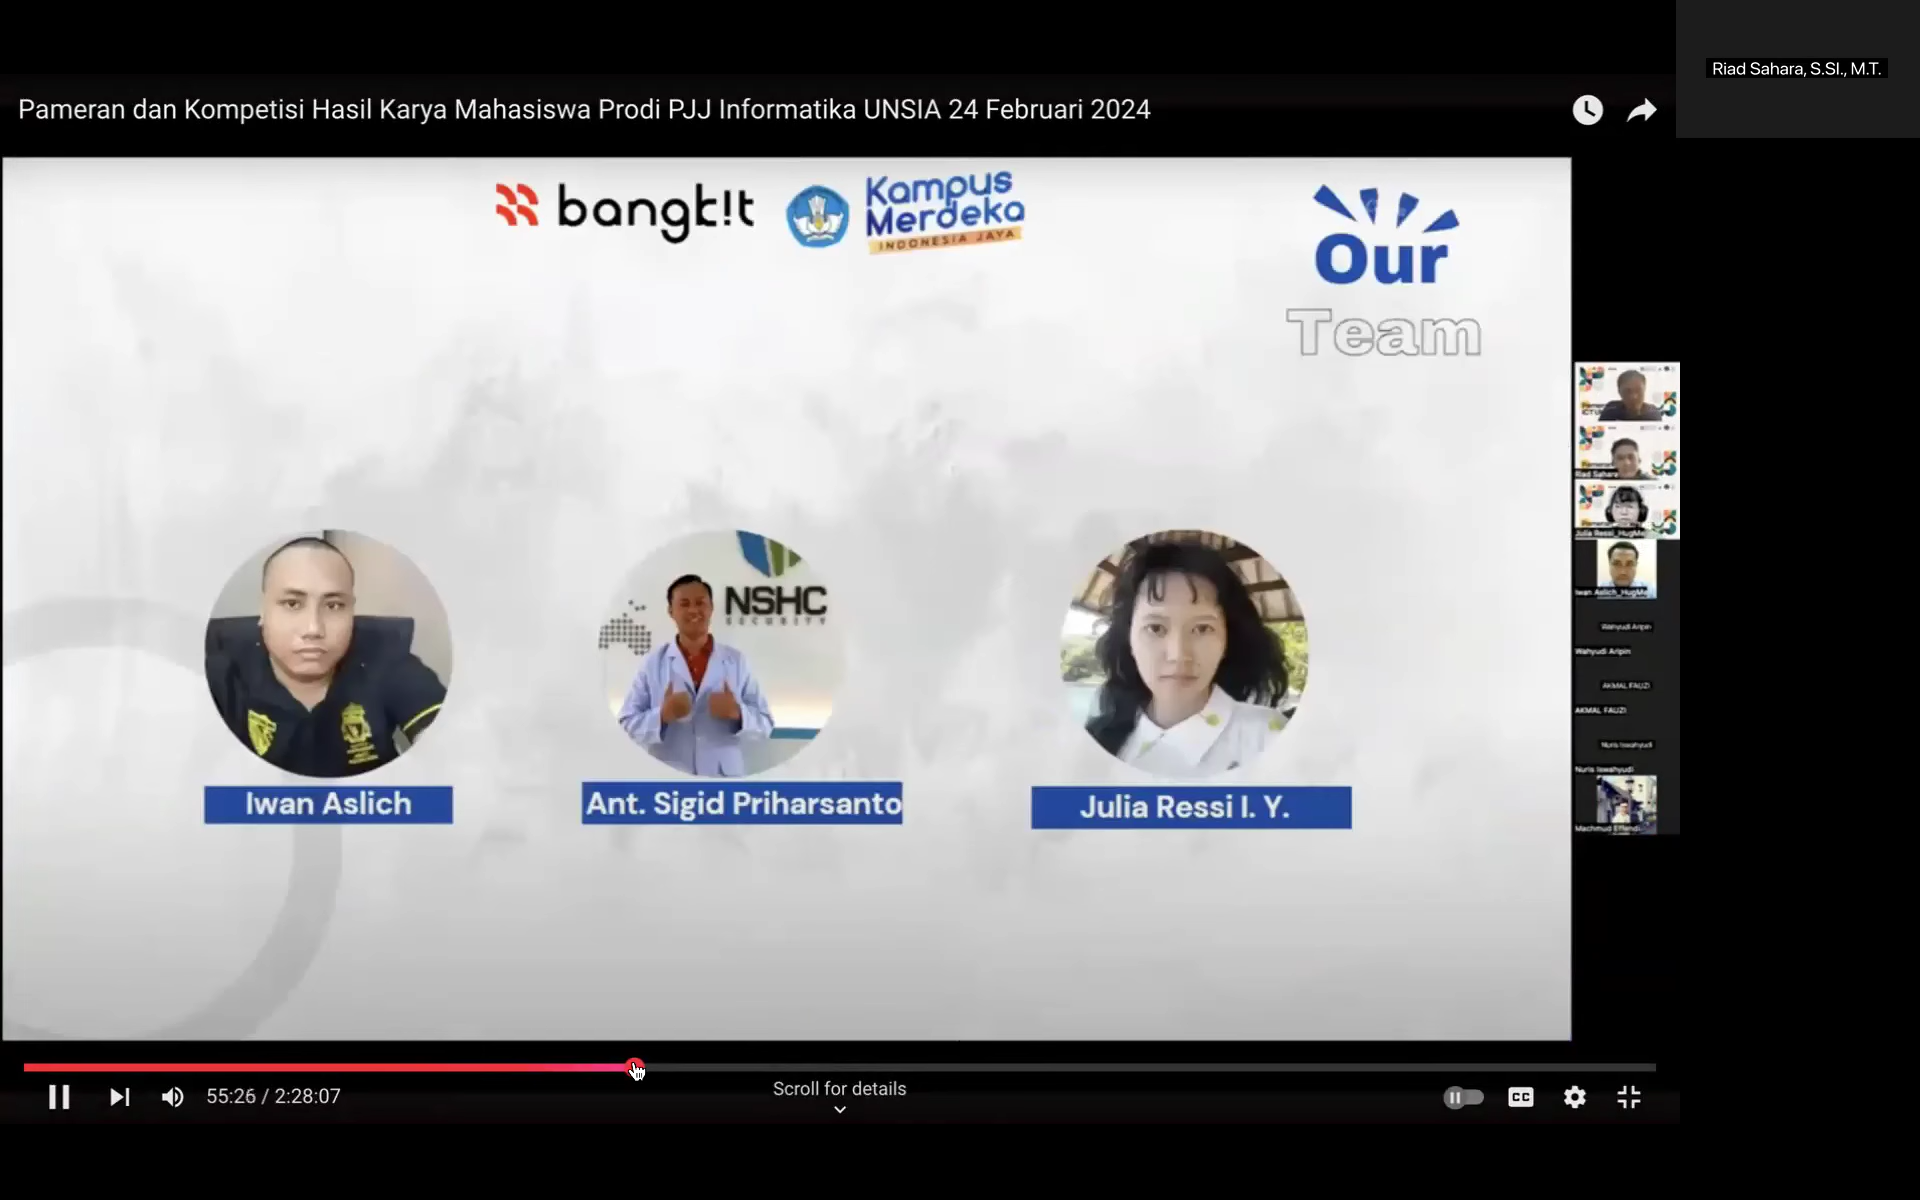 Riad Sahara, S.SI., M.T.
Pameran dan Kompetisi Hasil Karya Mahasiswa Prodi PJJ Informatika UNSIA 24 Februari 2024
bangk!t
Kampus
Merdeka
INDONESIA JAYA
Our
Team
NSHC
SECURITY
Iwan Aslich
Ant. Sigid Priharsanto
Julia Ressi I. Y.
Riad Sahara
Julia Ressi_HugMe
Iwan Aslich_HugMe
Wahyudi Aripin
Wahyudi Aripin
AKMAL FAUZI
AKMAL FAUZI
Nuris Iswahyudi
Nuris Iswahyudi
Machmud Effendi
55:26 / 2:28:07
Scroll for details
CC